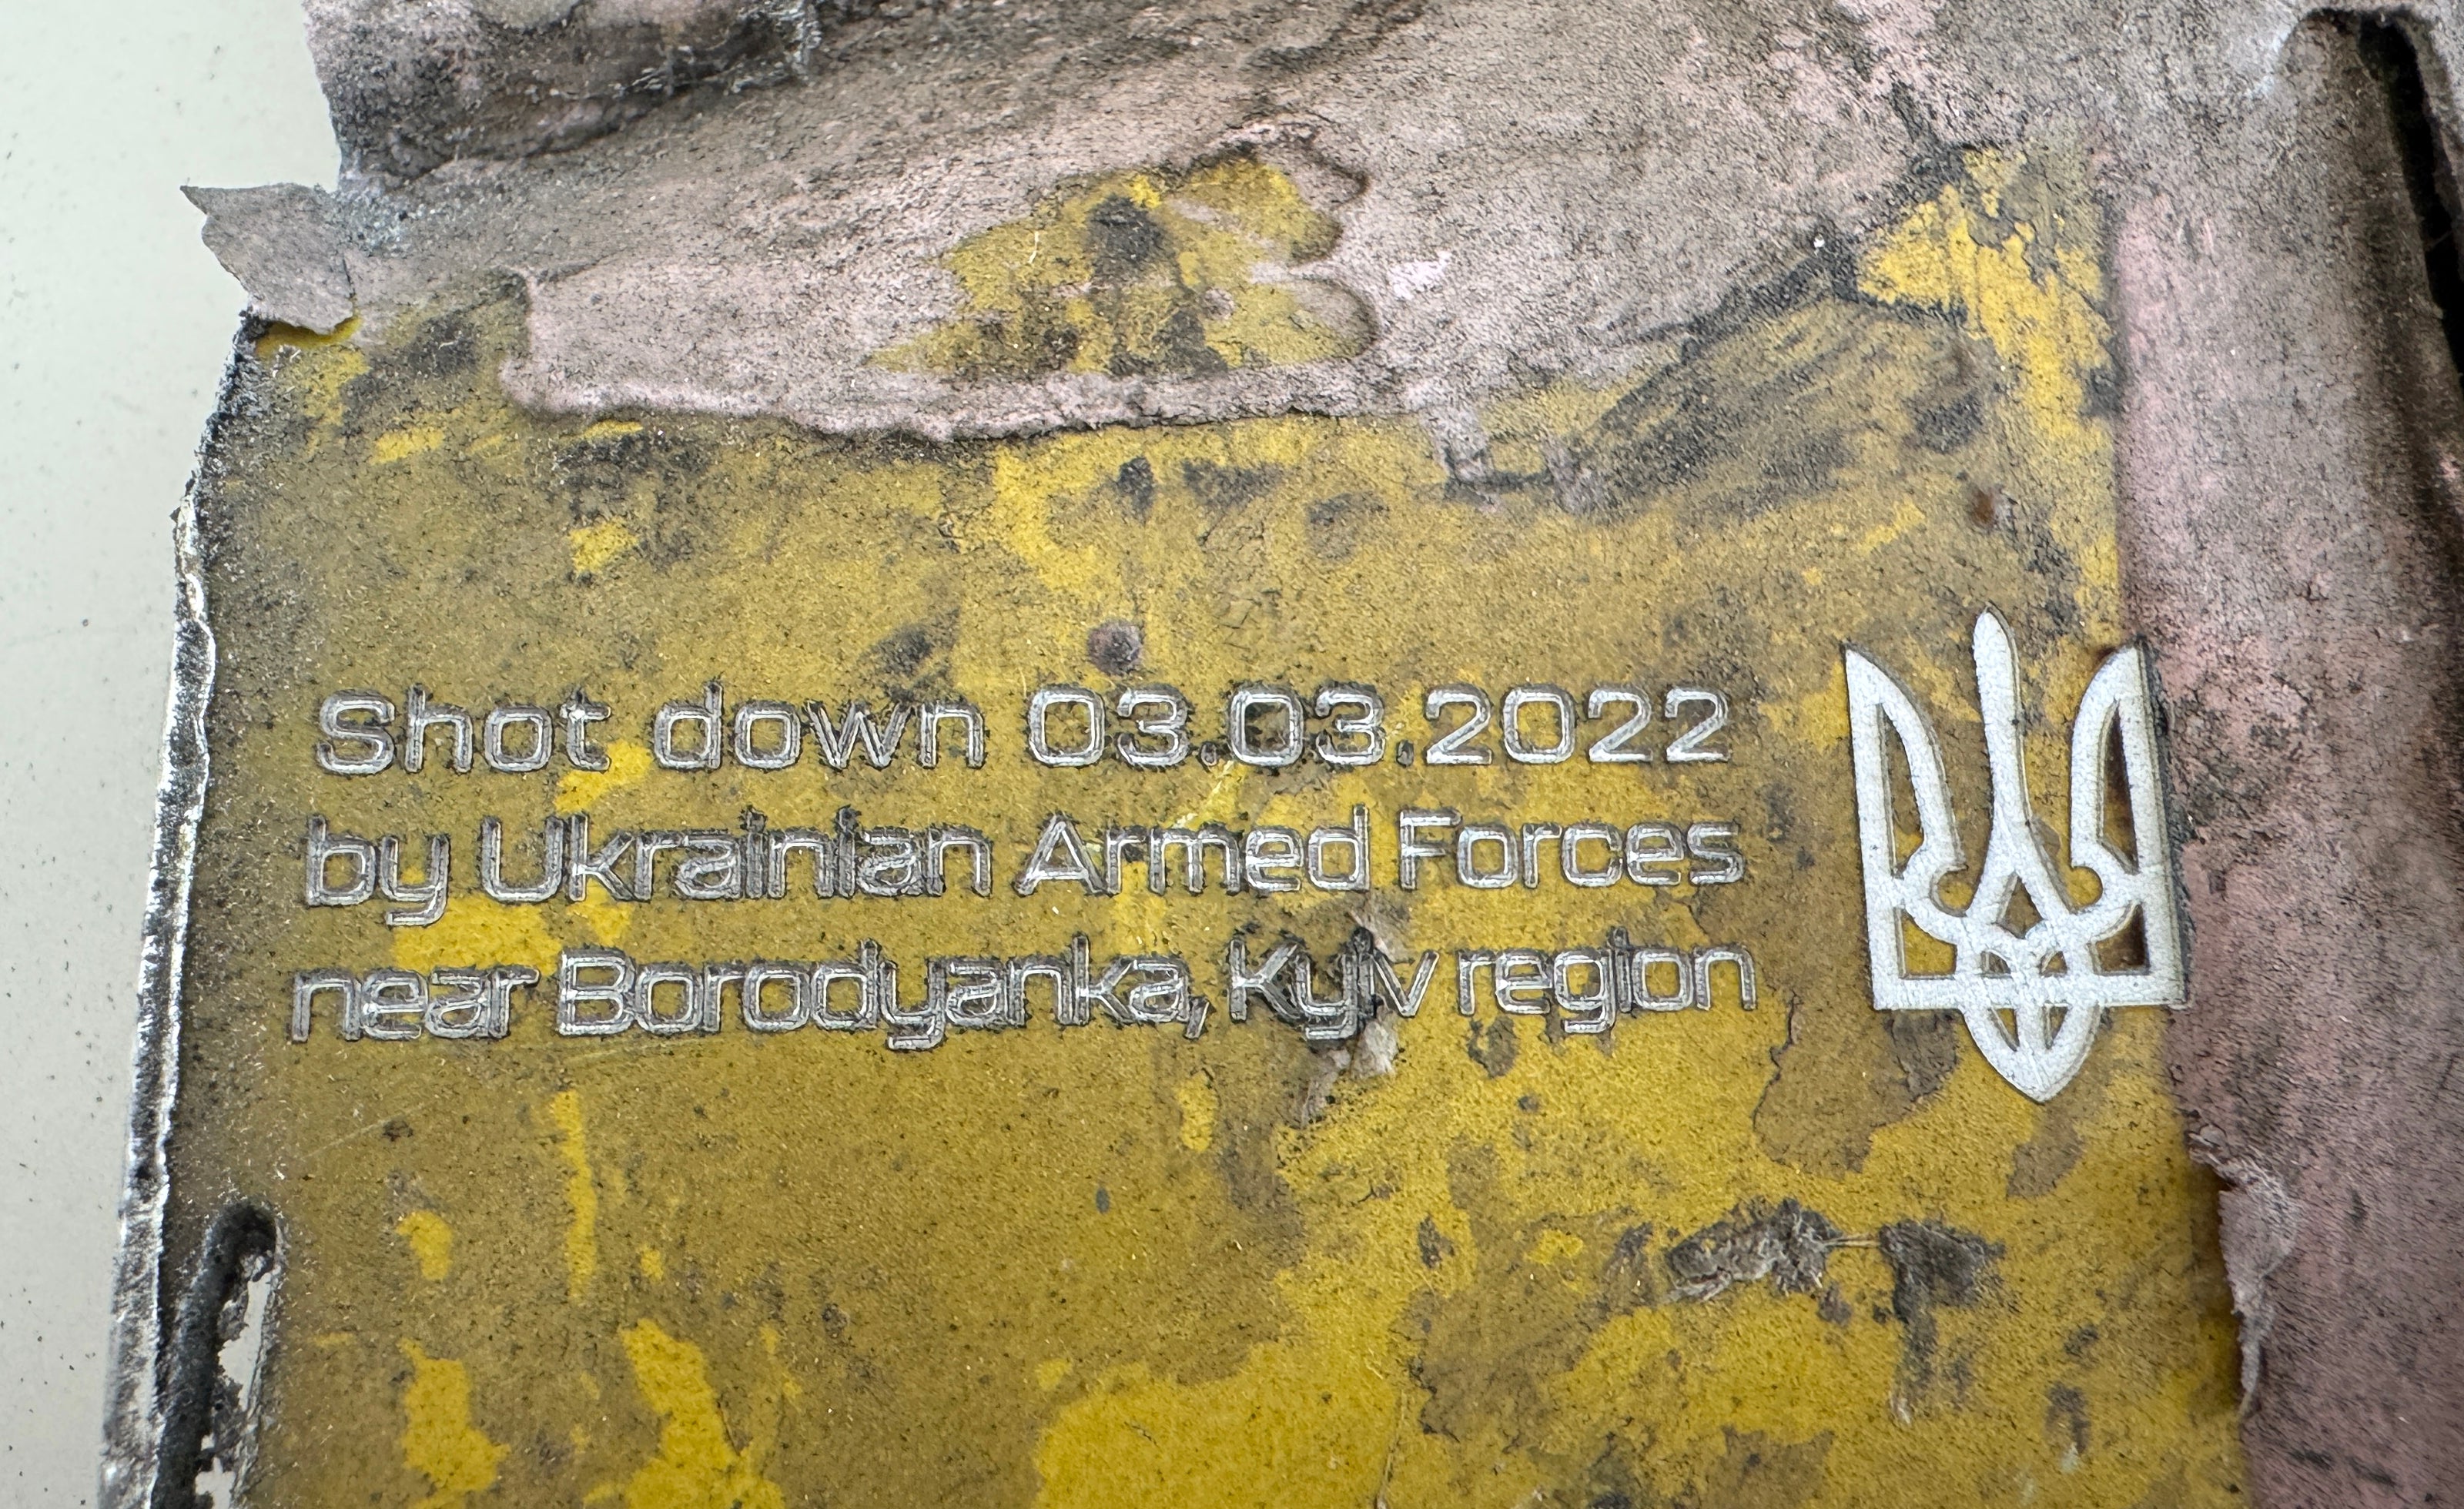 Shot down 03.03.2022
by Ukrainian Armed Forces
near Borodyanka, Kyiv region